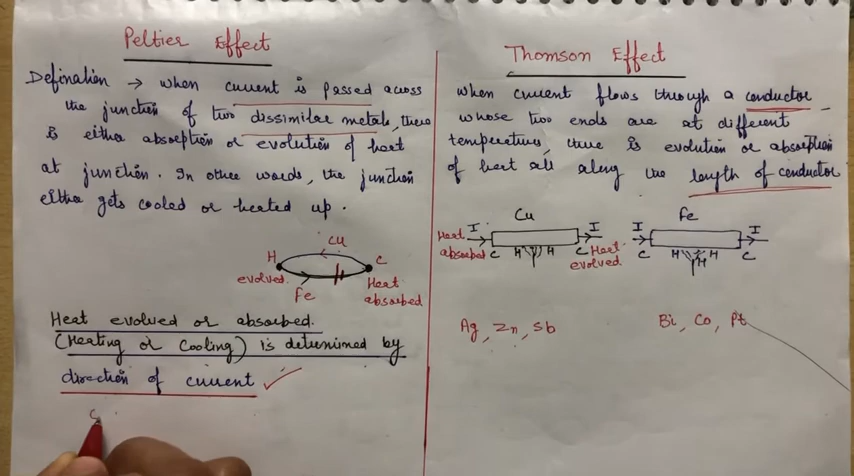 Peltier Effect
Defination → when current is passed across
the junction of two dissimilar metals, there
is either absorption or evolution of heat
at junction. In other words, the junction
either gets cooled or heated up.
Cu
H
C
evolved.
Fe
Heat
absorbed
Heat evolved or absorbed.
(Heating or Cooling) is determined by
direction of current ✓
C
Thomson Effect
when current flows through a conductor
whose two ends are at different
temperatures, there is evolution or absorption
of heat all along the length of conductor
Cu
Fe
I
I
I
I
Heat
absorbed
C
H
H
C
Heat
evolved
C
H
H
H
C
Ag, Zn, Sb
Bi, Co, Pt